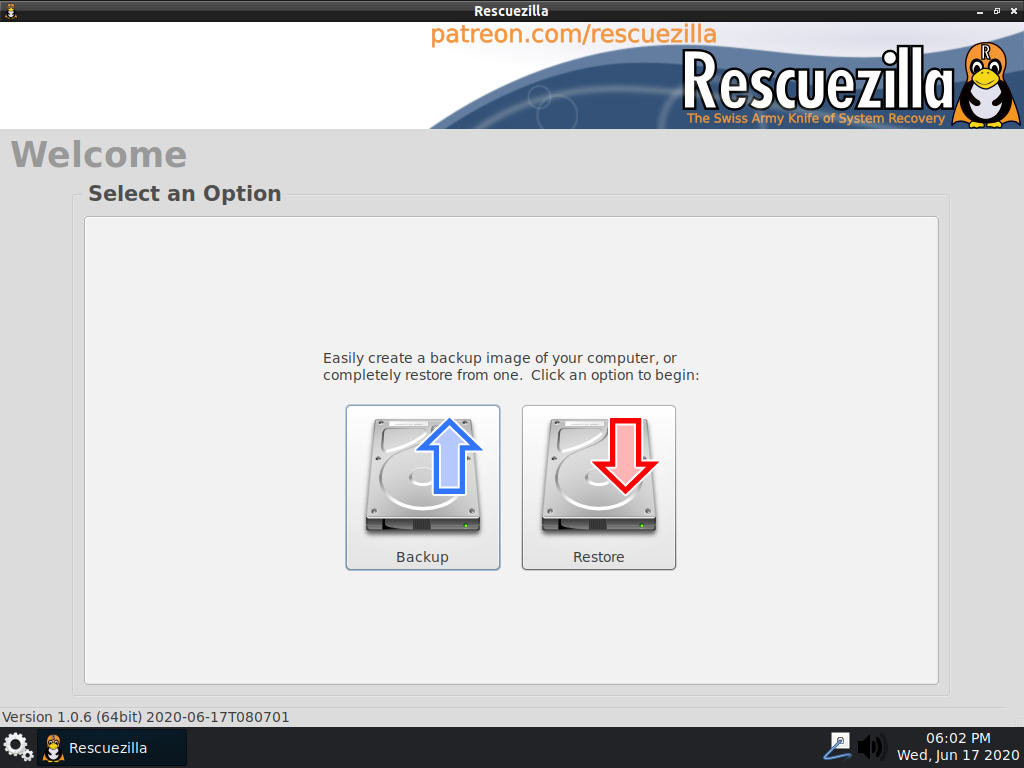 Rescuezilla
patreon.com/rescuezilla
R
Rescuezilla
The Swiss Army Knife of System Recovery
Welcome
Select an Option
Easily create a backup image of your computer, or
completely restore from one.  Click an option to begin:
Backup
Restore
Version 1.0.6 (64bit) 2020-06-17T080701
Rescuezilla
06:02 PM
Wed, Jun 17 2020